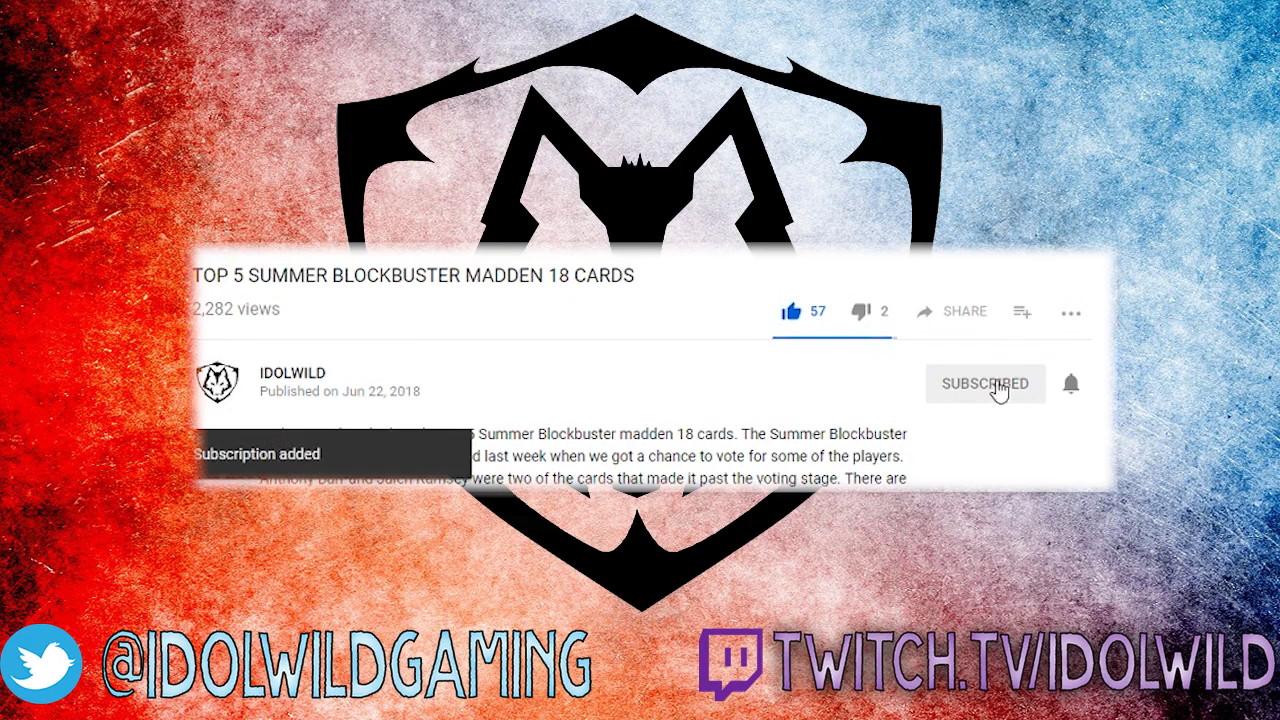 TOP 5 SUMMER BLOCKBUSTER MADDEN 18 CARDS
2,282 views
57 2 SHARE
IDOLWILD
Published on Jun 22, 2018
SUBSCRIBED
5 Summer Blockbuster madden 18 cards. The Summer Blockbuster
Subscription added
last week when we got a chance to vote for some of the players.
were two of the cards that made it past the voting stage. There are
@IDOLWILDGAMING
TWITCH.TV/IDOLWILD